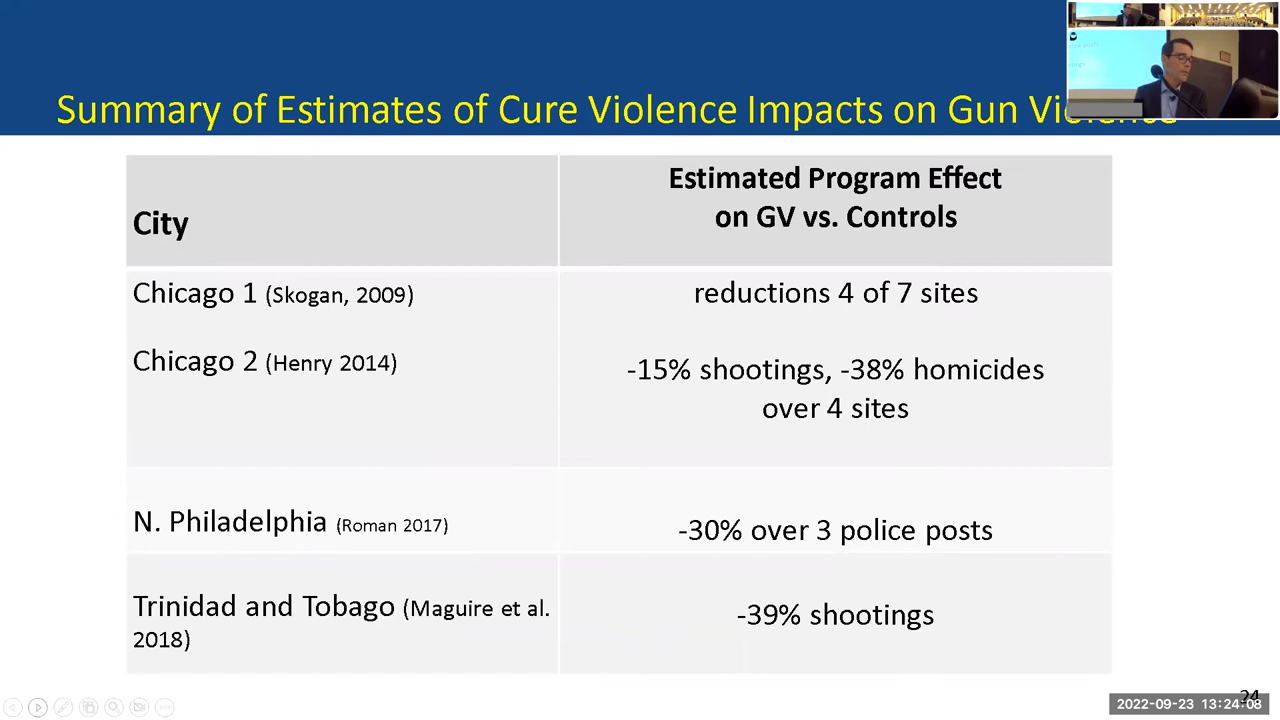 Summary of Estimates of Cure Violence Impacts on Gun Violence
City
Estimated Program Effect
on GV vs. Controls
Chicago 1 (Skogan, 2009)
reductions 4 of 7 sites
Chicago 2 (Henry 2014)
-15% shootings, -38% homicides
over 4 sites
N. Philadelphia (Roman 2017)
-30% over 3 police posts
Trinidad and Tobago (Maguire et al.
2018)
-39% shootings
24
2022-09-23 13:24:08